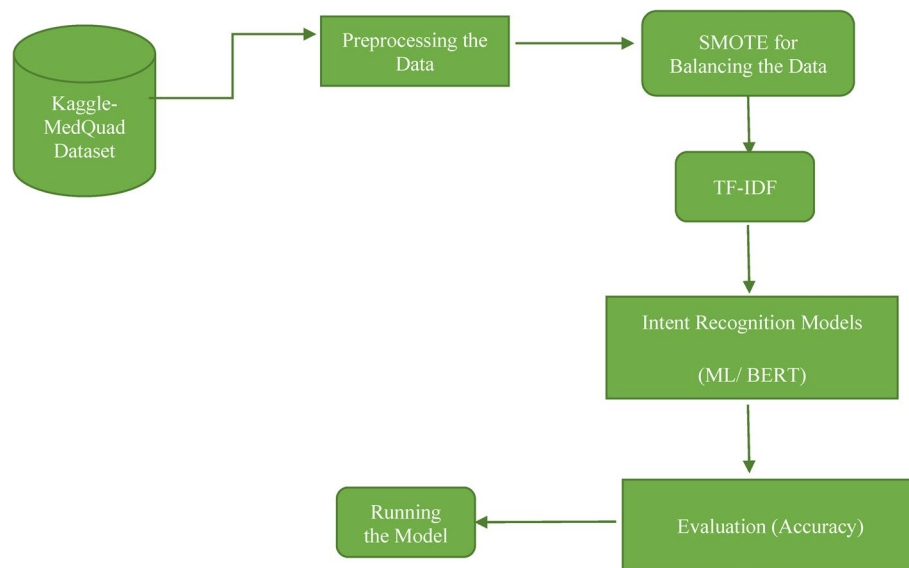 Kaggle-
MedQuad
Dataset
Preprocessing the
Data
SMOTE for
Balancing the Data
TF-IDF
Intent Recognition Models
(ML/ BERT)
Evaluation (Accuracy)
Running
the Model